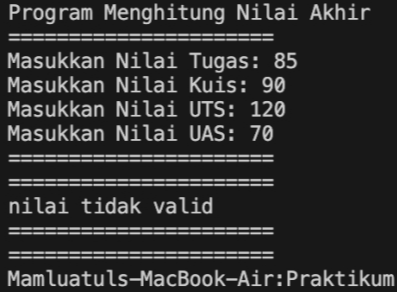 Program Menghitung Nilai Akhir
======================
Masukkan Nilai Tugas: 85
Masukkan Nilai Kuis: 90
Masukkan Nilai UTS: 120
Masukkan Nilai UAS: 70
======================
======================
nilai tidak valid
======================
======================
Mamluatuls-MacBook-Air:Praktikum